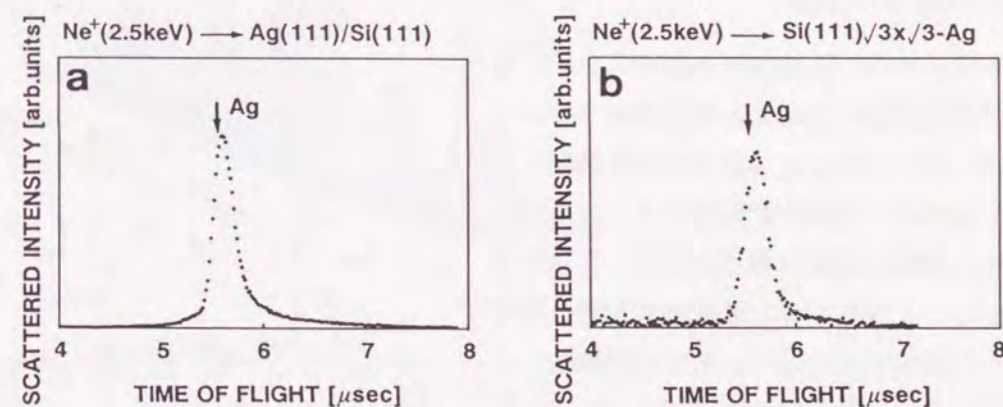 Ne⁺(2.5keV) ⟶ Ag(111)/Si(111)
a
Ag
SCATTERED INTENSITY [arb.units]
4 5 6 7 8
TIME OF FLIGHT [μsec]
Ne⁺(2.5keV) ⟶ Si(111)√3x√3-Ag
b
Ag
SCATTERED INTENSITY [arb.units]
4 5 6 7 8
TIME OF FLIGHT [μsec]